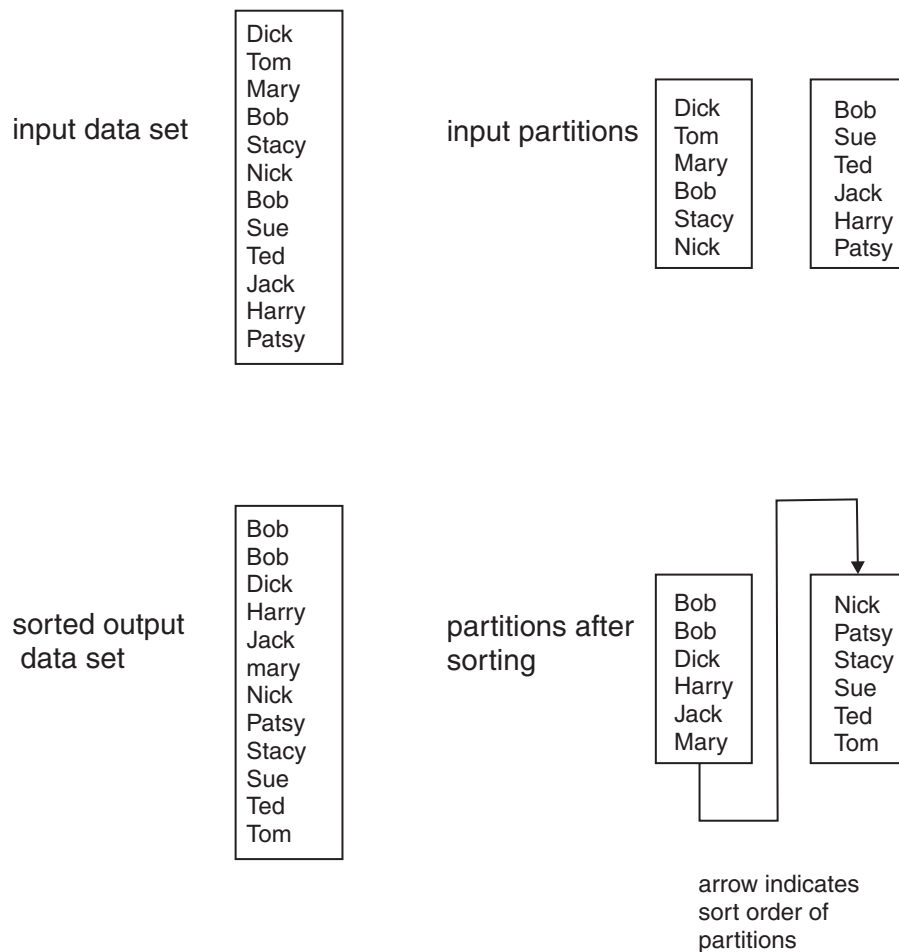 input data set
Dick
Tom
Mary
Bob
Stacy
Nick
Bob
Sue
Ted
Jack
Harry
Patsy
input partitions
Dick
Tom
Mary
Bob
Stacy
Nick
Bob
Sue
Ted
Jack
Harry
Patsy
sorted output
data set
Bob
Bob
Dick
Harry
Jack
mary
Nick
Patsy
Stacy
Sue
Ted
Tom
partitions after
sorting
Bob
Bob
Dick
Harry
Jack
Mary
Nick
Patsy
Stacy
Sue
Ted
Tom
arrow indicates
sort order of
partitions